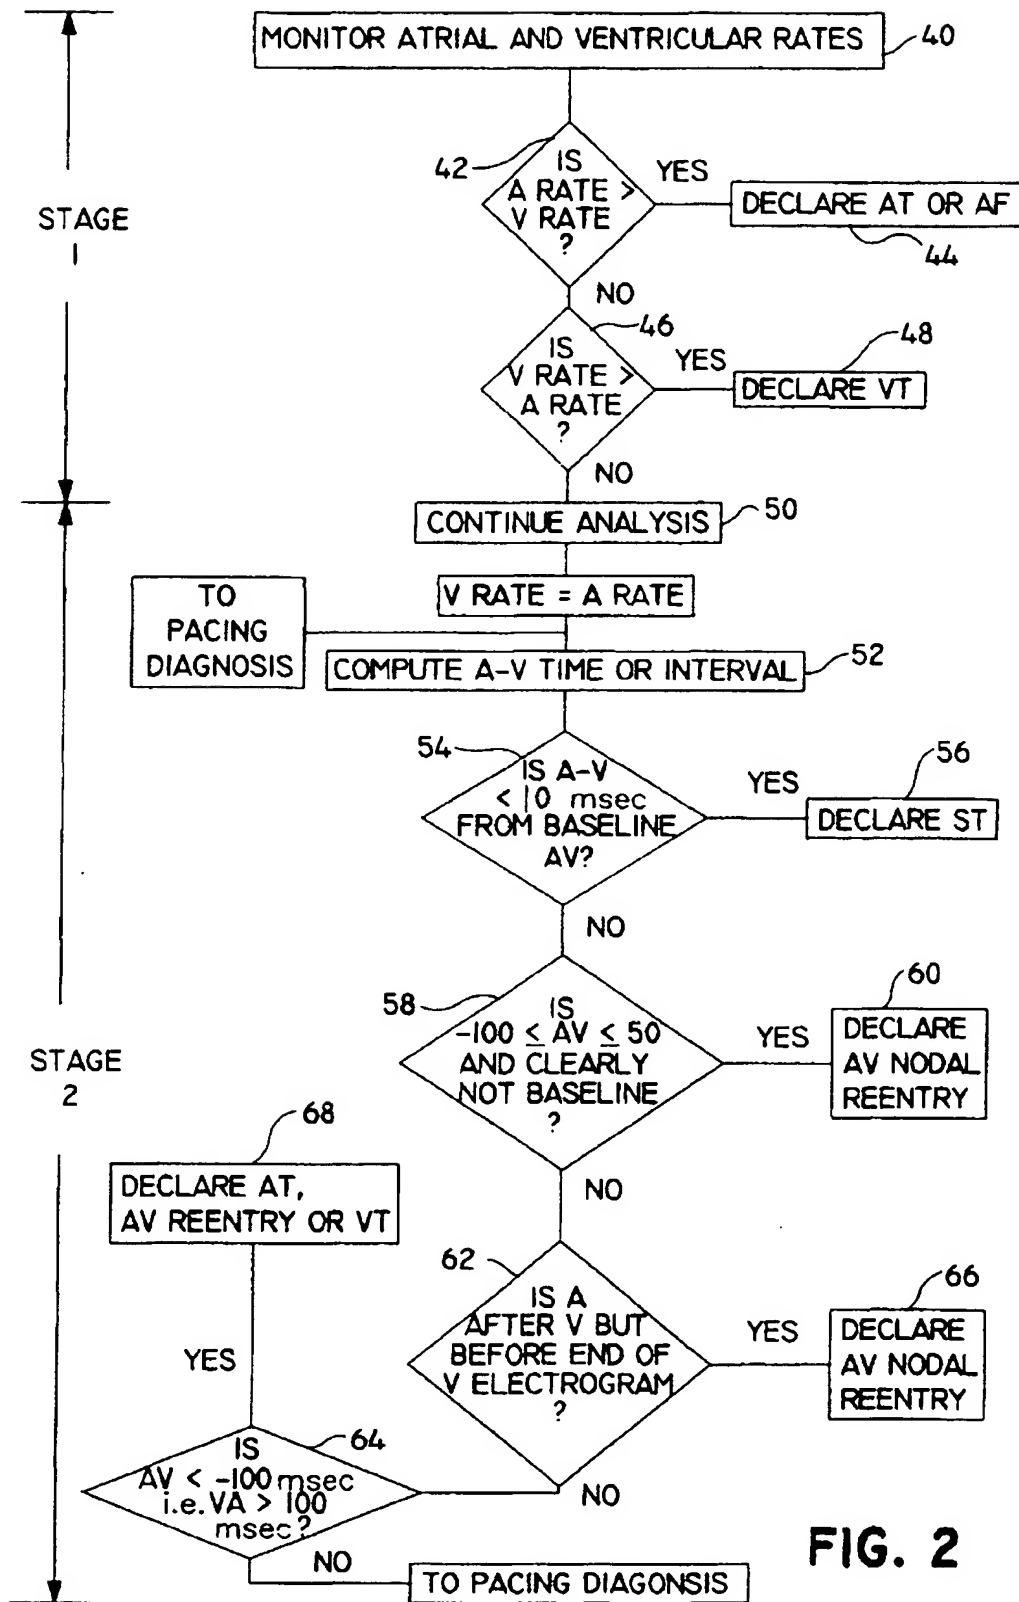 MONITOR ATRIAL AND VENTRICULAR RATES
40
42
IS
A RATE >
V RATE
?
YES
DECLARE AT OR AF
44
STAGE
1
NO
46
IS
V RATE >
A RATE
?
YES
48
DECLARE VT
NO
CONTINUE ANALYSIS
50
V RATE = A RATE
TO
PACING
DIAGNOSIS
COMPUTE A-V TIME OR INTERVAL
52
54
IS A-V
< 10 msec
FROM BASELINE
AV?
YES
56
DECLARE ST
NO
58
IS
-100 ≤ AV ≤ 50
AND CLEARLY
NOT BASELINE
?
YES
60
DECLARE
AV NODAL
REENTRY
STAGE
2
NO
68
DECLARE AT,
AV REENTRY OR VT
62
IS A
AFTER V BUT
BEFORE END OF
V ELECTROGRAM
?
YES
66
DECLARE
AV NODAL
REENTRY
YES
64
IS
AV < -100 msec
i.e. VA > 100
msec?
NO
NO
TO PACING DIAGONSIS
FIG. 2